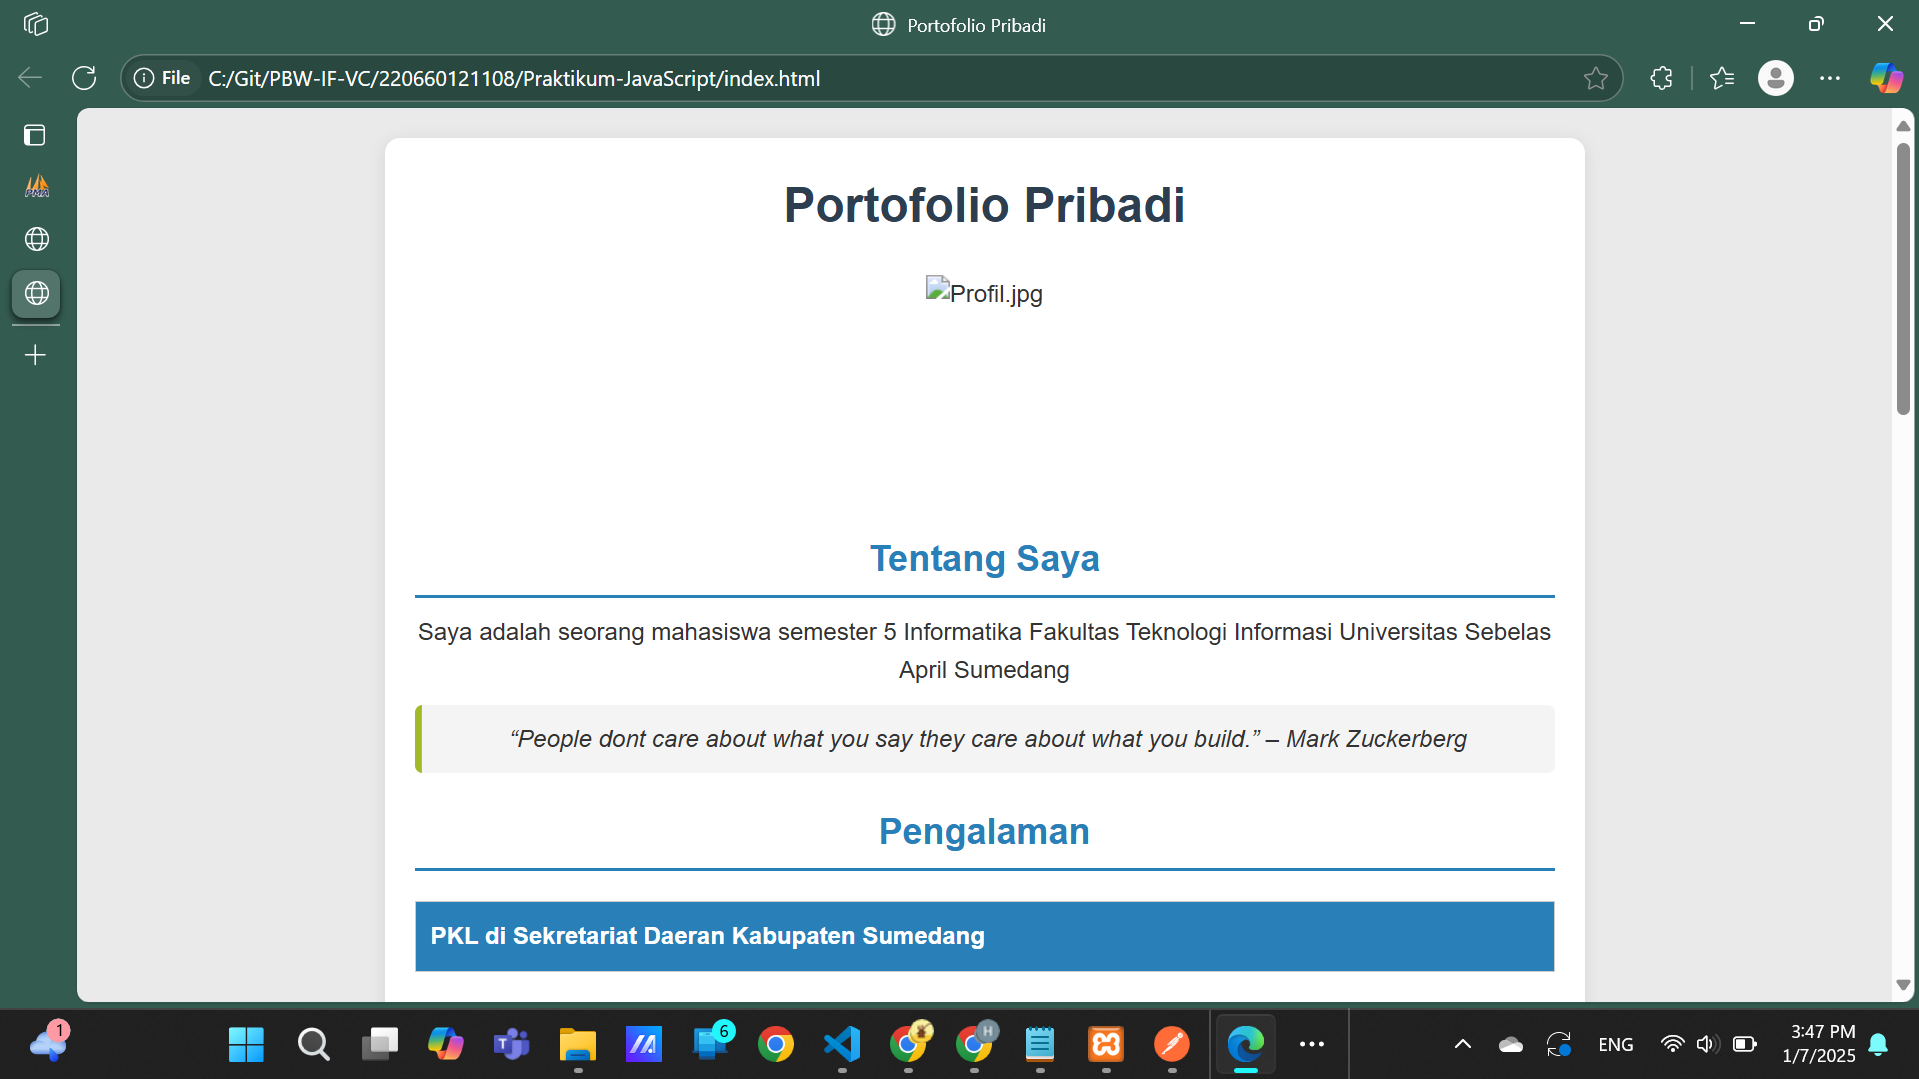 Portofolio Pribadi
File C:/Git/PBW-IF-VC/220660121108/Praktikum-JavaScript/index.html
PMA
Portofolio Pribadi
Profil.jpg
Tentang Saya
Saya adalah seorang mahasiswa semester 5 Informatika Fakultas Teknologi Informasi Universitas Sebelas
April Sumedang
“People dont care about what you say they care about what you build.” – Mark Zuckerberg
Pengalaman
PKL di Sekretariat Daeran Kabupaten Sumedang
1
6
H
ENG
3:47 PM
1/7/2025